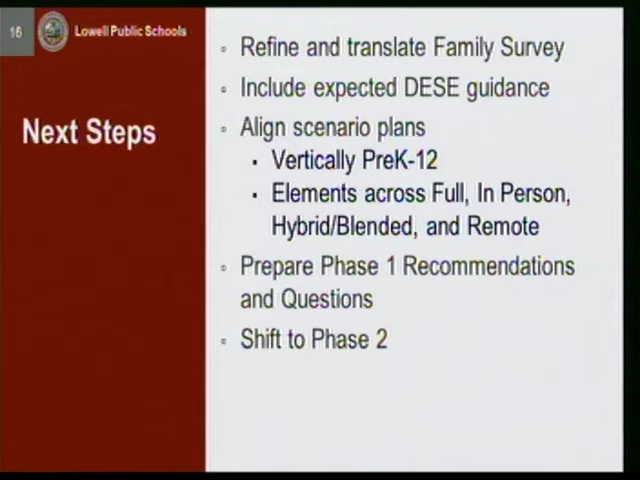 16
Lowell Public Schools
Next Steps
Refine and translate Family Survey
Include expected DESE guidance
Align scenario plans
Vertically PreK-12
Elements across Full, In Person,
Hybrid/Blended, and Remote
Prepare Phase 1 Recommendations
and Questions
Shift to Phase 2